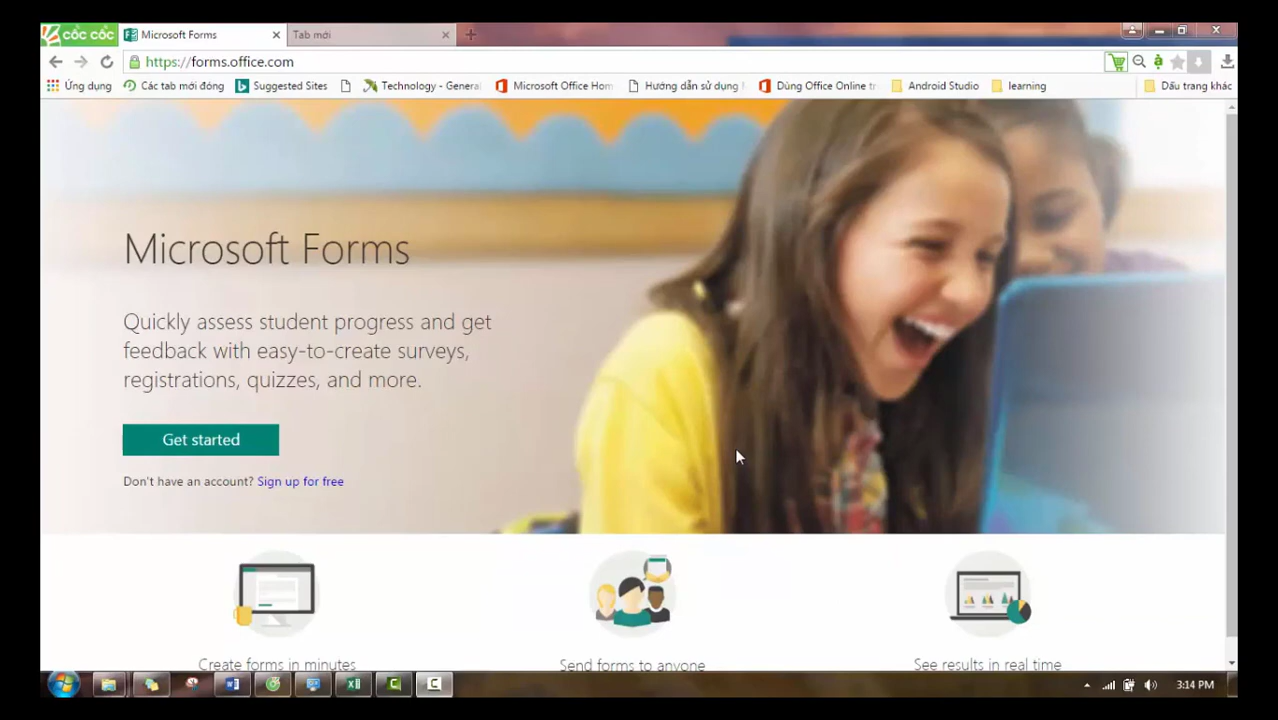 cốc cốc
Microsoft Forms
Tab mới
https://forms.office.com
Ứng dụng
Các tab mới đóng
Suggested Sites
Technology - General
Microsoft Office Hom
Hướng dẫn sử dụng
Dùng Office Online tr
Android Studio
learning
Dấu trang khác
Microsoft Forms
Quickly assess student progress and get
feedback with easy-to-create surveys,
registrations, quizzes, and more.
Get started
Don't have an account? Sign up for free
Create forms in minutes
Send forms to anyone
See results in real time
3:14 PM